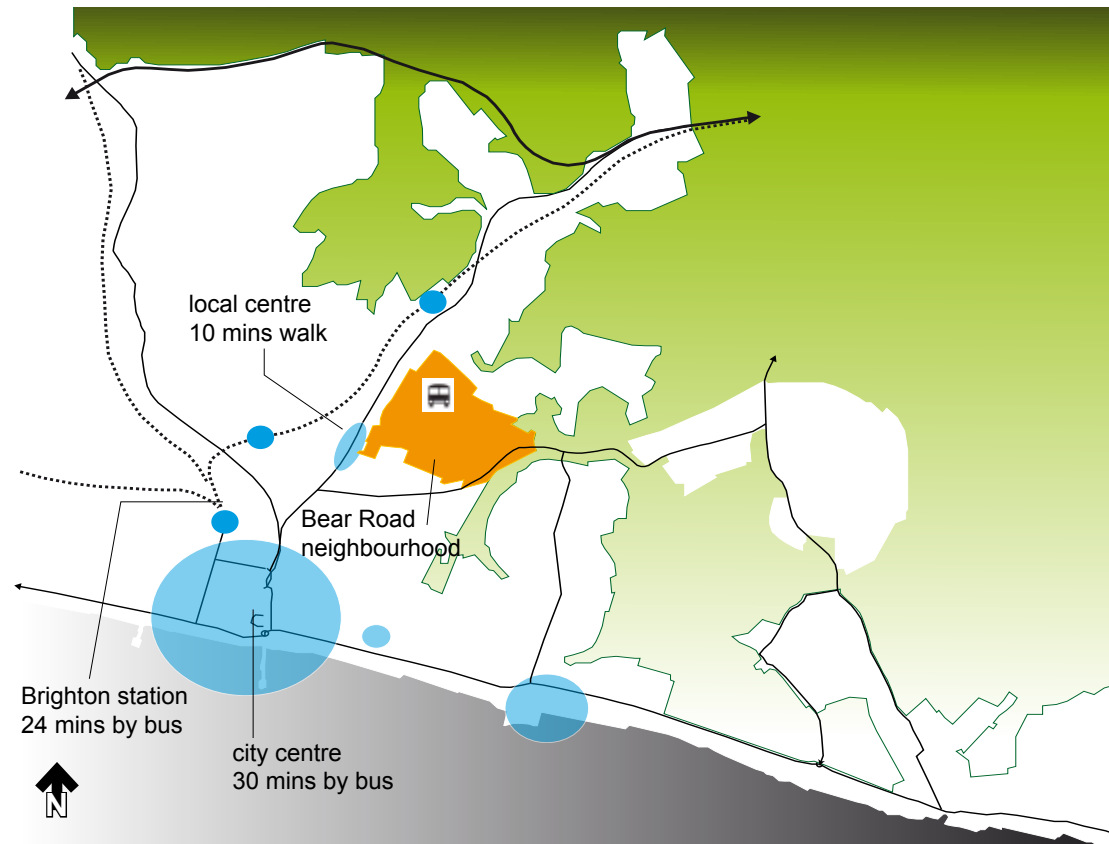 local centre
10 mins walk
Bear Road
neighbourhood
Brighton station
24 mins by bus
city centre
30 mins by bus
N